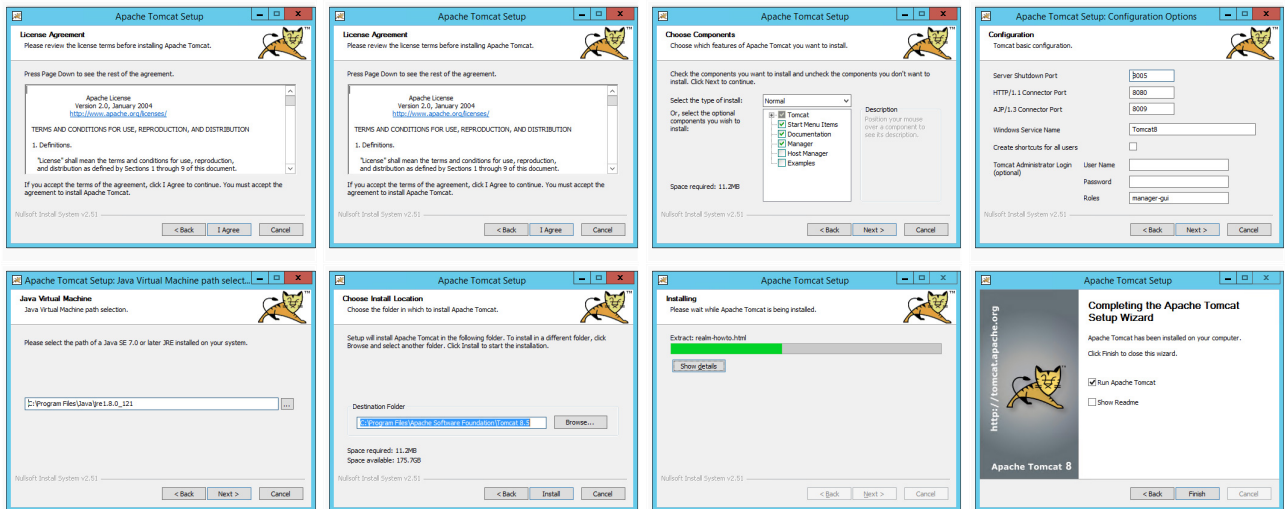 Apache Tomcat Setup
License Agreement
Please review the license terms before installing Apache Tomcat.
Press Page Down to see the rest of the agreement.
Apache License
Version 2.0, January 2004
http://www.apache.org/licenses/
TERMS AND CONDITIONS FOR USE, REPRODUCTION, AND DISTRIBUTION
1. Definitions.
"License" shall mean the terms and conditions for use, reproduction,
and distribution as defined by Sections 1 through 9 of this document.
If you accept the terms of the agreement, click I Agree to continue. You must accept the
agreement to install Apache Tomcat.
Nullsoft Install System v2.51
< Back
I Agree
Cancel
Apache Tomcat Setup
License Agreement
Please review the license terms before installing Apache Tomcat.
Press Page Down to see the rest of the agreement.
Apache License
Version 2.0, January 2004
http://www.apache.org/licenses/
TERMS AND CONDITIONS FOR USE, REPRODUCTION, AND DISTRIBUTION
1. Definitions.
"License" shall mean the terms and conditions for use, reproduction,
and distribution as defined by Sections 1 through 9 of this document.
If you accept the terms of the agreement, click I Agree to continue. You must accept the
agreement to install Apache Tomcat.
Nullsoft Install System v2.51
< Back
I Agree
Cancel
Apache Tomcat Setup
Choose Components
Choose which features of Apache Tomcat you want to install.
Check the components you want to install and uncheck the components you don't want to
install. Click Next to continue.
Select the type of install:
Normal
Or, select the optional
components you wish to
install:
Tomcat
Start Menu Items
Documentation
Manager
Host Manager
Examples
Description
Position your mouse
over a component to
see its description.
Space required: 11.2MB
Nullsoft Install System v2.51
< Back
Next >
Cancel
Apache Tomcat Setup: Configuration Options
Configuration
Tomcat basic configuration.
Server Shutdown Port
8005
HTTP/1.1 Connector Port
8080
AJP/1.3 Connector Port
8009
Windows Service Name
Tomcat8
Create shortcuts for all users
Tomcat Administrator Login
(optional)
User Name
Password
Roles
manager-gui
Nullsoft Install System v2.51
< Back
Next >
Cancel
Apache Tomcat Setup: Java Virtual Machine path select...
Java Virtual Machine
Java Virtual Machine path selection.
Please select the path of a Java SE 7.0 or later JRE installed on your system.
C:\Program Files\Java\jre1.8.0_121
...
Nullsoft Install System v2.51
< Back
Next >
Cancel
Apache Tomcat Setup
Choose Install Location
Choose the folder in which to install Apache Tomcat.
Setup will install Apache Tomcat in the following folder. To install in a different folder, click
Browse and select another folder. Click Install to start the installation.
Destination Folder
C:\Program Files\Apache Software Foundation\Tomcat 8.5
Browse...
Space required: 11.2MB
Space available: 175.7GB
Nullsoft Install System v2.51
< Back
Install
Cancel
Apache Tomcat Setup
Installing
Please wait while Apache Tomcat is being installed.
Extract: realm-howto.html
Show details
Nullsoft Install System v2.51
< Back
Next >
Cancel
Apache Tomcat Setup
http://tomcat.apache.org
Apache Tomcat 8
Completing the Apache Tomcat
Setup Wizard
Apache Tomcat has been installed on your computer.
Click Finish to close this wizard.
Run Apache Tomcat
Show Readme
< Back
Finish
Cancel